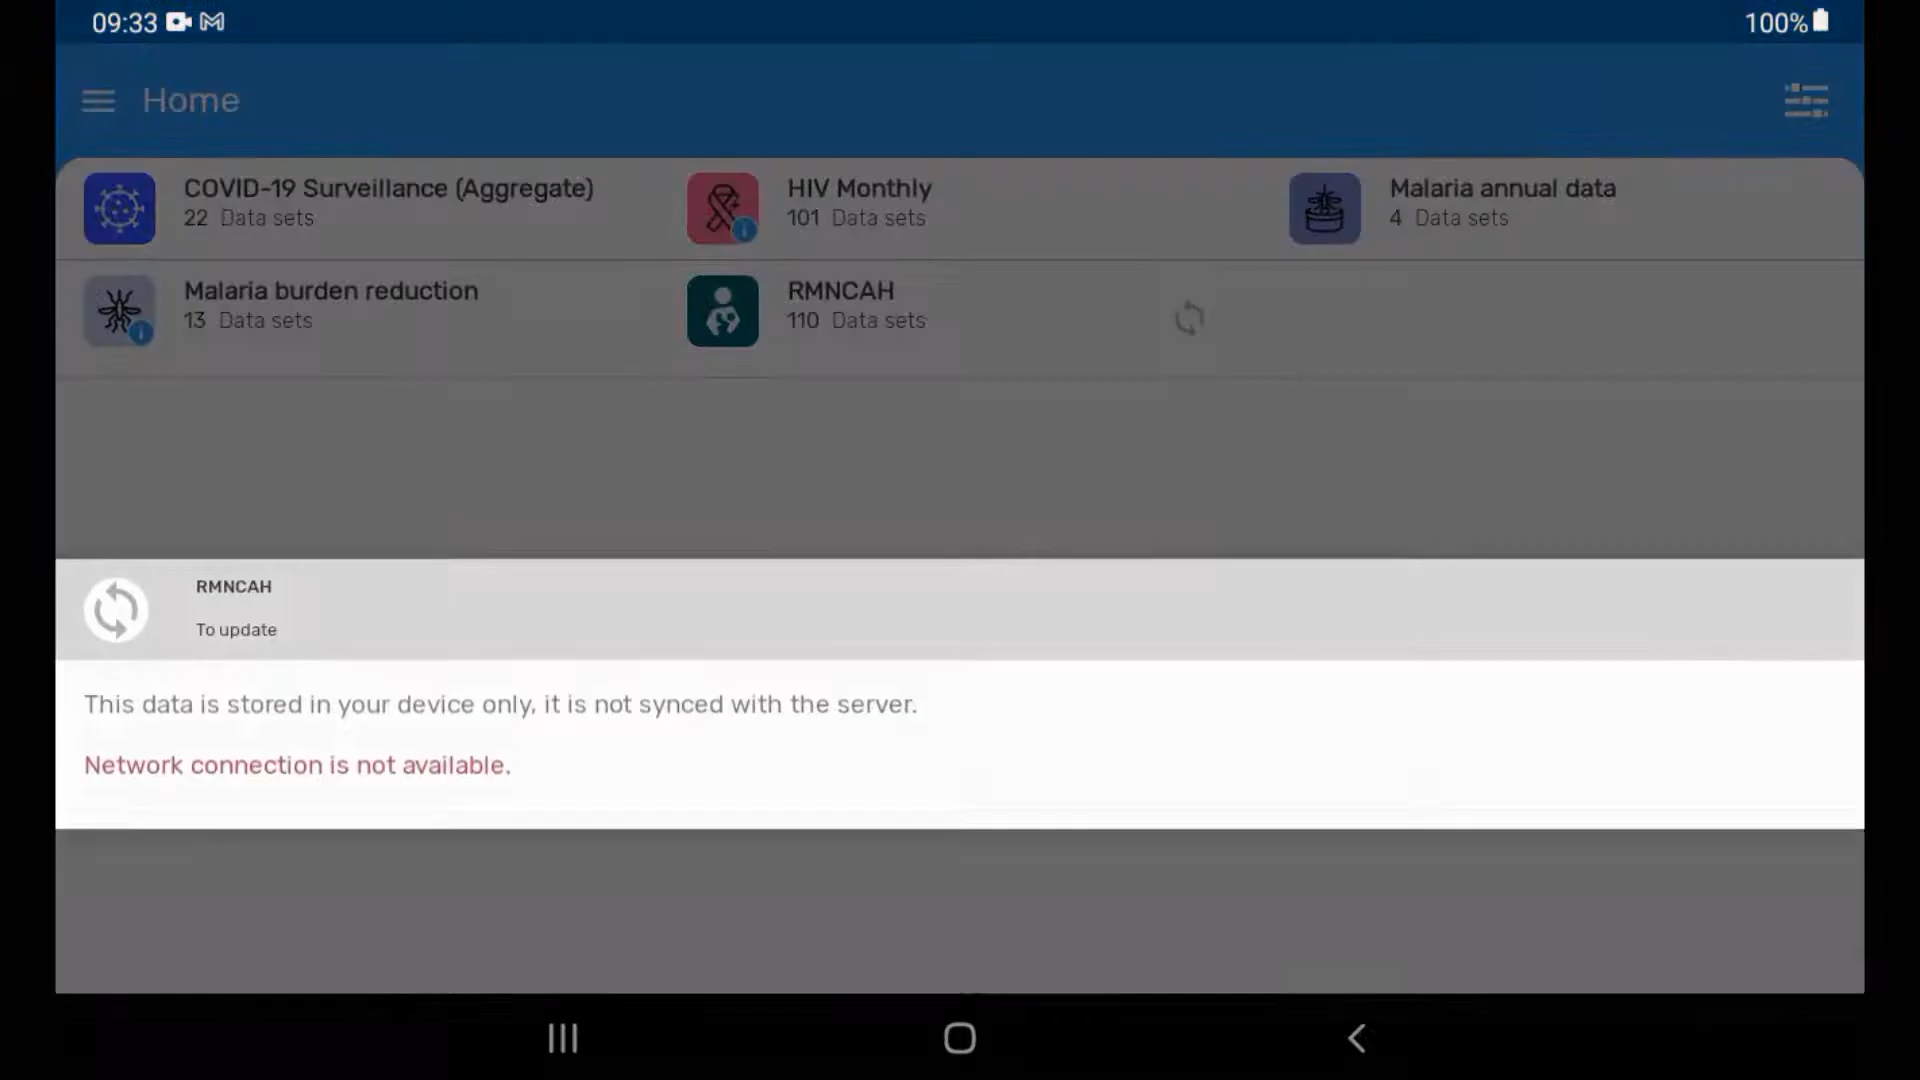 09:33
100%
Home
COVID-19 Surveillance (Aggregate)
22 Data sets
HIV Monthly
101 Data sets
Malaria annual data
4 Data sets
Malaria burden reduction
13 Data sets
RMNCAH
110 Data sets
RMNCAH
To update
This data is stored in your device only, it is not synced with the server.
Network connection is not available.